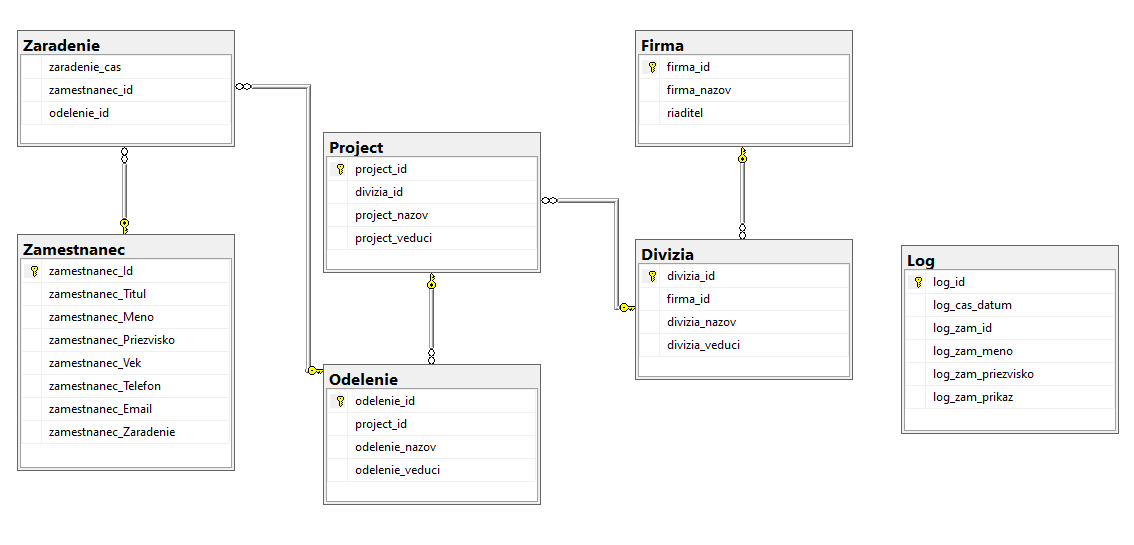 Zaradenie
zaradenie_cas
zamestnanec_id
odelenie_id
Zamestnanec
zamestnanec_Id
zamestnanec_Titul
zamestnanec_Meno
zamestnanec_Priezvisko
zamestnanec_Vek
zamestnanec_Telefon
zamestnanec_Email
zamestnanec_Zaradenie
Project
project_id
divizia_id
project_nazov
project_veduci
Odelenie
odelenie_id
project_id
odelenie_nazov
odelenie_veduci
Firma
firma_id
firma_nazov
riaditel
Divizia
divizia_id
firma_id
divizia_nazov
divizia_veduci
Log
log_id
log_cas_datum
log_zam_id
log_zam_meno
log_zam_priezvisko
log_zam_prikaz